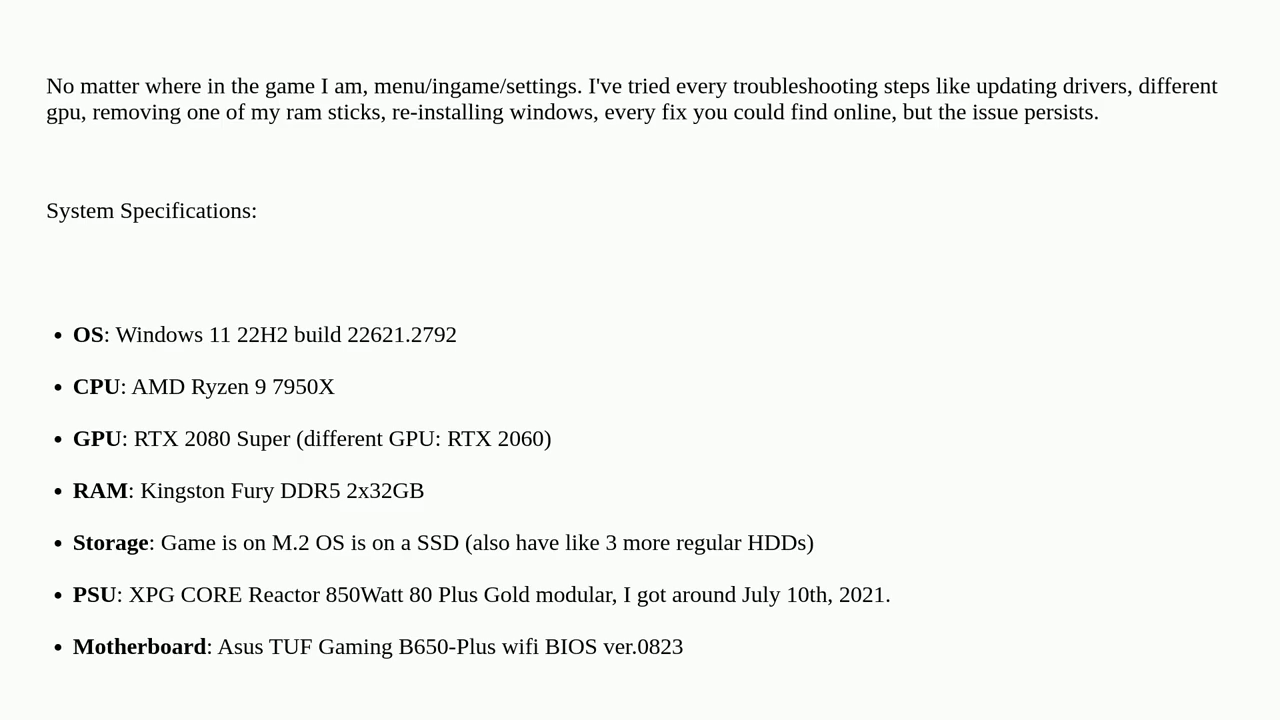 No matter where in the game I am, menu/ingame/settings. I've tried every troubleshooting steps like updating drivers, different
gpu, removing one of my ram sticks, re-installing windows, every fix you could find online, but the issue persists.
System Specifications:
• OS: Windows 11 22H2 build 22621.2792
• CPU: AMD Ryzen 9 7950X
• GPU: RTX 2080 Super (different GPU: RTX 2060)
• RAM: Kingston Fury DDR5 2x32GB
• Storage: Game is on M.2 OS is on a SSD (also have like 3 more regular HDDs)
• PSU: XPG CORE Reactor 850Watt 80 Plus Gold modular, I got around July 10th, 2021.
• Motherboard: Asus TUF Gaming B650-Plus wifi BIOS ver.0823